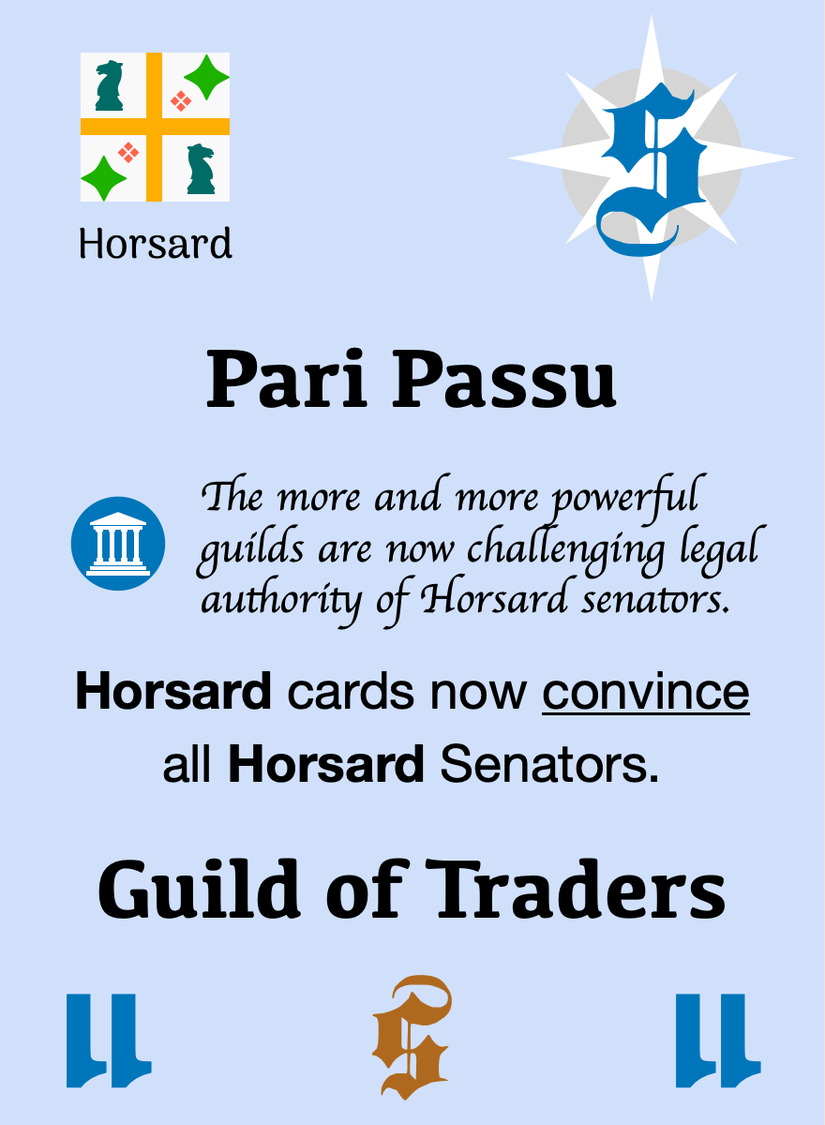 Horsard
S
Pari Passu
The more and more powerful
guilds are now challenging legal
authority of Horsard senators.
Horsard cards now convince
all Horsard Senators.
Guild of Traders